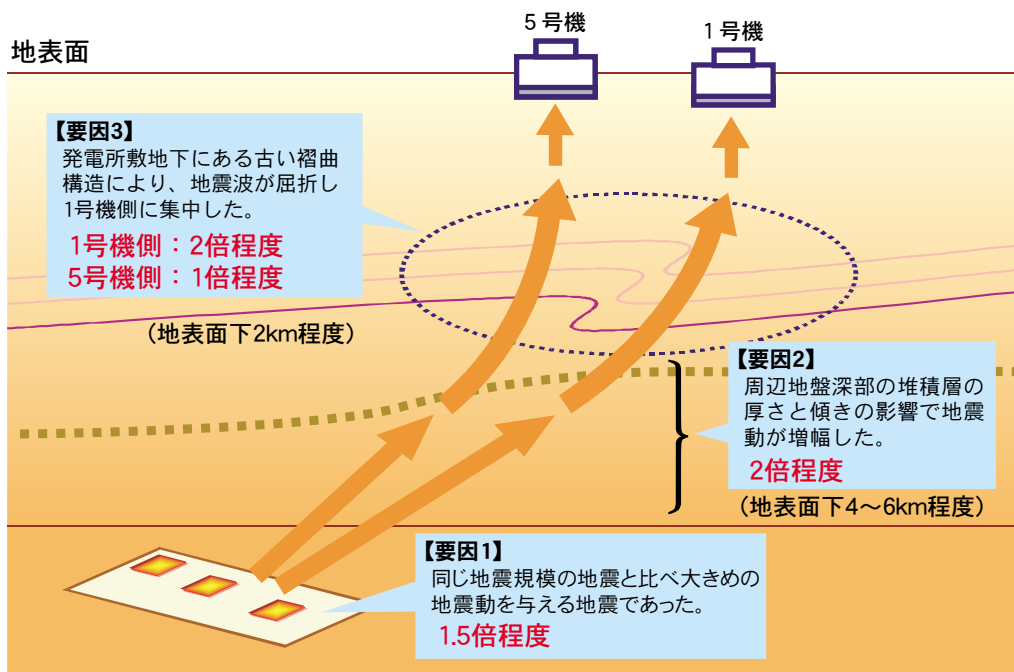 5号機
1号機
地表面
【要因3】
発電所敷地下にある古い褶曲
構造により、地震波が屈折し
1号機側に集中した。
1号機側：2倍程度
5号機側：1倍程度
(地表面下2km程度)
【要因2】
周辺地盤深部の堆積層の
厚さと傾きの影響で地震
動が増幅した。
2倍程度
(地表面下4〜6km程度)
【要因1】
同じ地震規模の地震と比べ大きめの
地震動を与える地震であった。
1.5倍程度